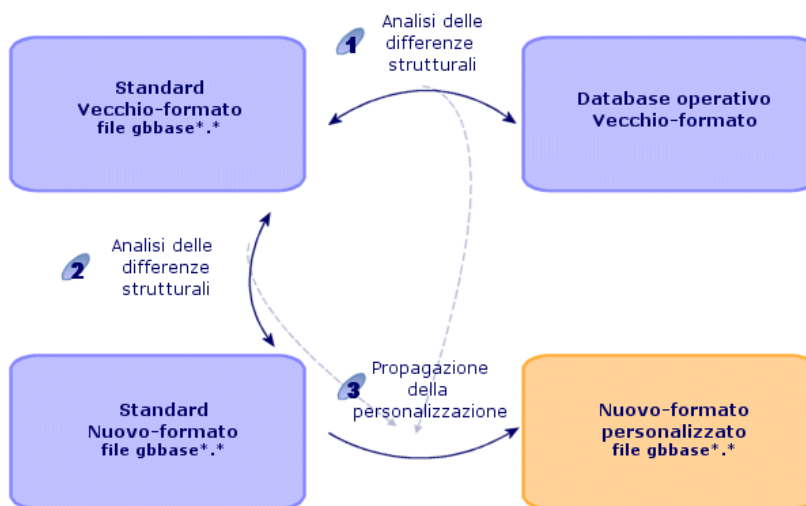 1
Analisi delle
differenze
strutturali
Standard
Vecchio-formato
file gbbase*.*
Database operativo
Vecchio-formato
2
Analisi delle
differenze
strutturali
3
Propagazione
della
personalizzazione
Standard
Nuovo-formato
file gbbase*.*
Nuovo-formato
personalizzato
file gbbase*.*